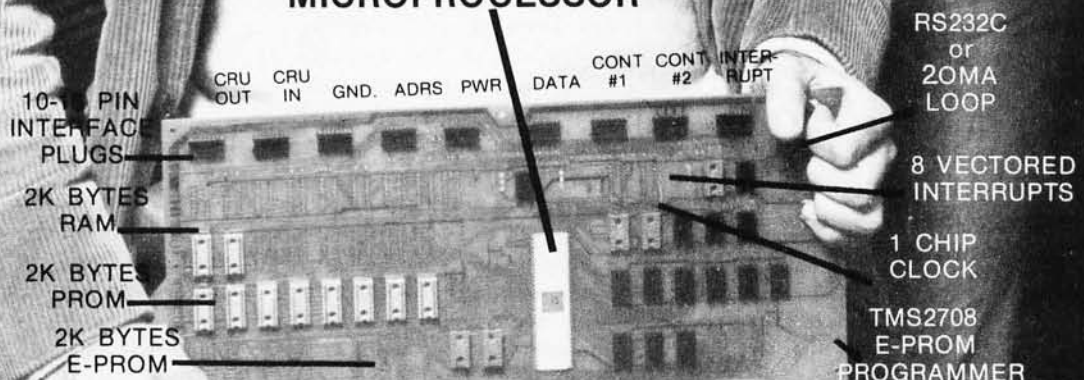 MICROPROCESSOR
CRU OUT
CRU IN
GND.
ADRS
PWR
DATA
CONT #1
CONT #2
INTER-
RUPT
RS232C
or
20MA
LOOP
PIN
INTERFACE
PLUGS
2K BYTES
RAM
2K BYTES
PROM
2K BYTES
E-PROM
8 VECTORED
INTERRUPTS
1 CHIP
CLOCK
TMS2708
E-PROM
PROGRAMMER